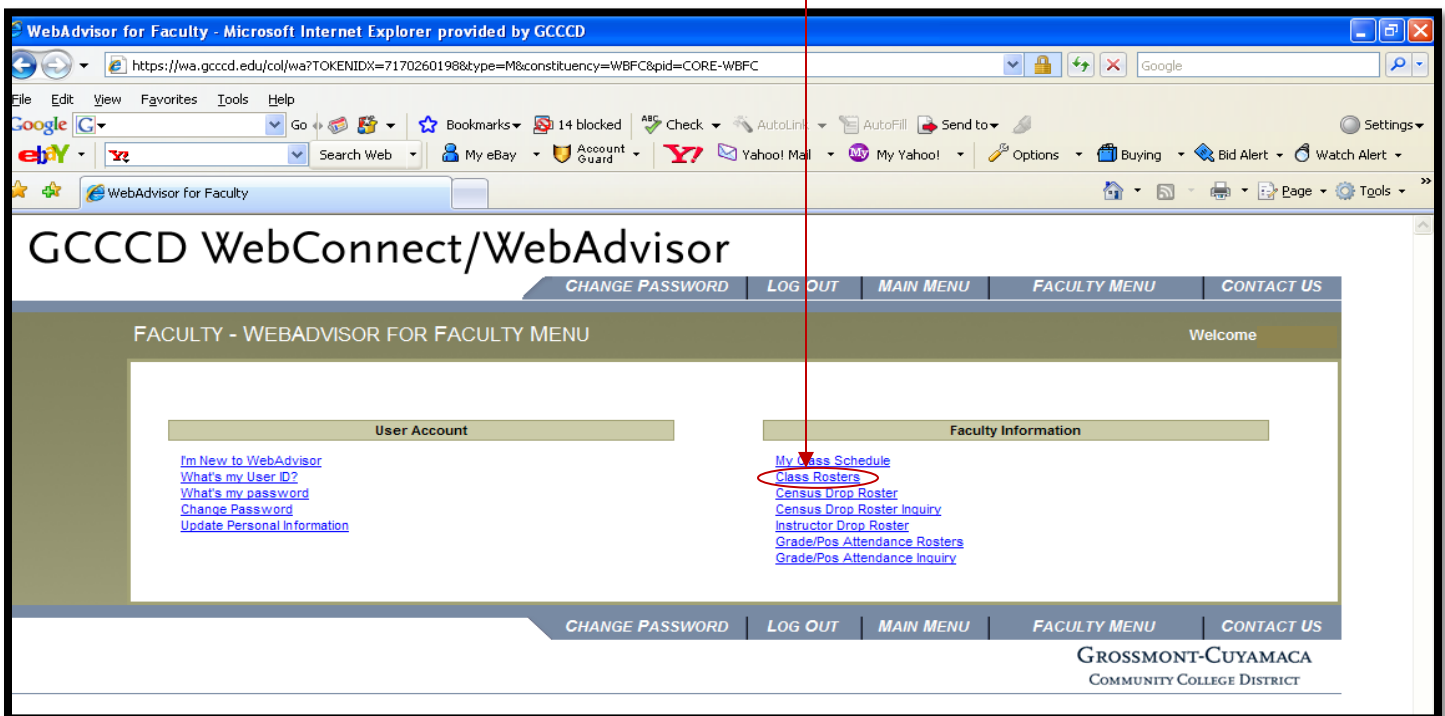 WebAdvisor for Faculty - Microsoft Internet Explorer provided by GCCCD
https://wa.gcccd.edu/col/wa?TOKENIDX=7170260198&type=M&constituency=WBFC&pid=CORE-WBFC Google
File Edit View Favorites Tools Help
Google G Go Bookmarks 14 blocked ABC Check AutoLink AutoFill Send to Settings
ebY Y! Search Web My eBay Account Guard Y7 Yahoo! Mail My My Yahoo! Options Buying Bid Alert Watch Alert
WebAdvisor for Faculty Page Tools »
GCCCD WebConnect/WebAdvisor
CHANGE PASSWORD LOG OUT MAIN MENU FACULTY MENU CONTACT US
FACULTY - WEBADVISOR FOR FACULTY MENU Welcome
User Account
I'm New to WebAdvisor
What's my User ID?
What's my password
Change Password
Update Personal Information
Faculty Information
My Class Schedule
Class Rosters
Census Drop Roster
Census Drop Roster Inquiry
Instructor Drop Roster
Grade/Pos Attendance Rosters
Grade/Pos Attendance Inquiry
CHANGE PASSWORD LOG OUT MAIN MENU FACULTY MENU CONTACT US
GROSSMONT-CUYAMACA
COMMUNITY COLLEGE DISTRICT